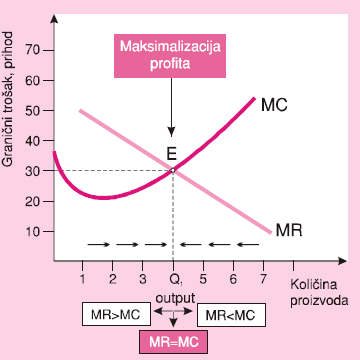 Maksimalizacija
profita
Granični trošak, prihod
70
60
50
40
30
20
10
MC
E
MR
1 2 3 Q, 5 6 7
output
Količina
proizvoda
MR>MC
MR<MC
MR=MC